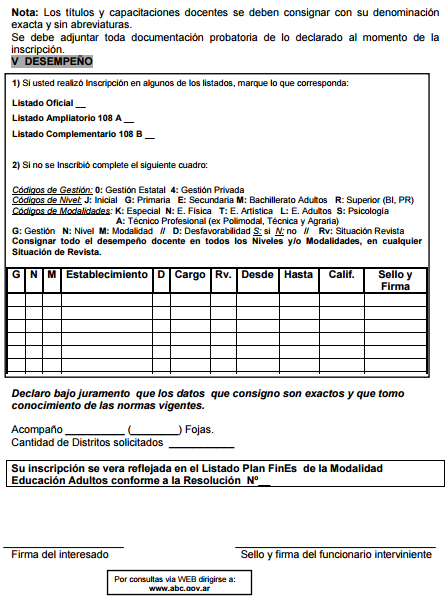 Nota: Los títulos y capacitaciones docentes se deben consignar con su denominación
exacta y sin abreviaturas.
Se debe adjuntar toda documentación probatoria de lo declarado al momento de la
inscripción.
V DESEMPEÑO
1) Si usted realizó Inscripción en algunos de los listados, marque lo que corresponda:
Listado Oficial __
Listado Ampliatorio 108 A __
Listado Complementario 108 B __
2) Si no se Inscribió complete el siguiente cuadro:
Códigos de Gestión: 0: Gestión Estatal 4: Gestión Privada
Códigos de Nivel: J: Inicial G: Primaria E: Secundaria M: Bachillerato Adultos R: Superior (BI, PR)
Códigos de Modalidades: K: Especial N: E. Física T: E. Artística L: E. Adultos S: Psicología
A: Técnico Profesional (ex Polimodal, Técnica y Agraria)
G: Gestión N: Nivel M: Modalidad // D: Desfavorabilidad S: si N: no // Rv: Situación Revista
Consignar todo el desempeño docente en todos los Niveles y/o Modalidades, en cualquier
Situación de Revista.
G N M Establecimiento D Cargo Rv. Desde Hasta Calif. Sello y
Firma
Declaro bajo juramento que los datos que consigno son exactos y que tomo
conocimiento de las normas vigentes.
Acompaño __________ (________) Fojas.
Cantidad de Distritos solicitados ___________
Su inscripción se vera reflejada en el Listado Plan FinEs de la Modalidad
Educación Adultos conforme a la Resolución Nº__
Firma del interesado Sello y firma del funcionario interviniente
Por consultas vía WEB dirigirse a:
www.abc.gov.ar